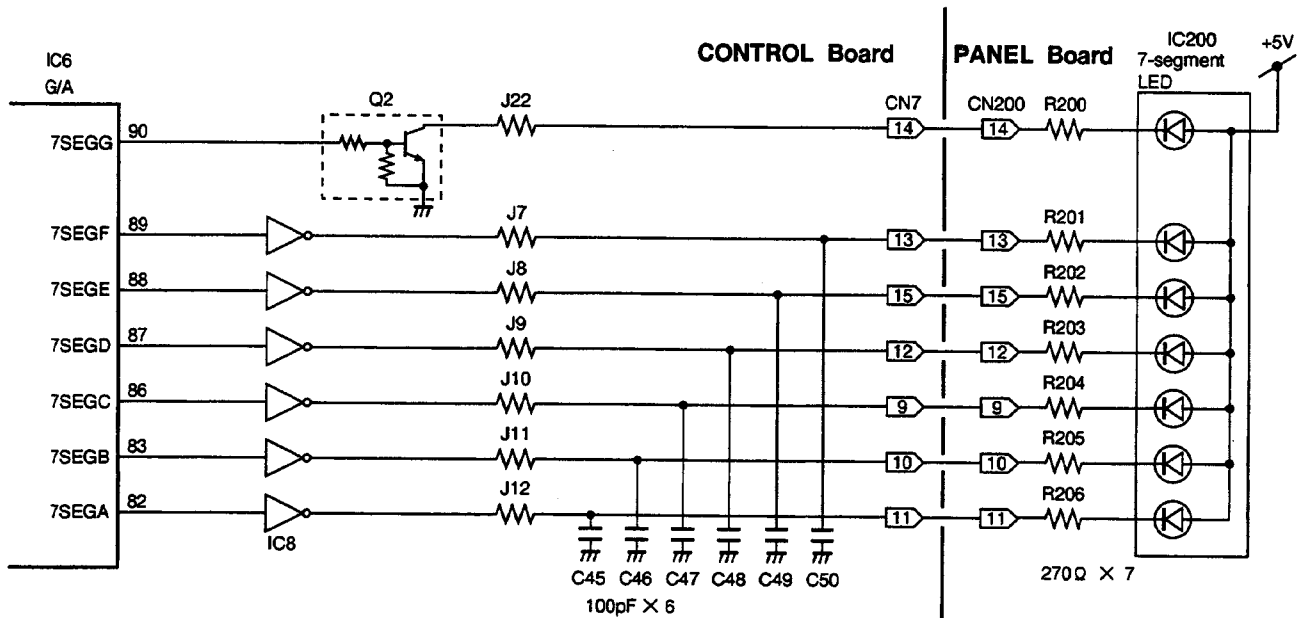 CONTROL Board
PANEL Board
IC200
7-segment
LED
+5V
IC6
G/A
Q2
J22
CN7
CN200
R200
7SEGG
90
14
14
7SEGF
89
J7
13
13
R201
7SEGE
88
J8
15
15
R202
7SEGD
87
J9
12
12
R203
7SEGC
86
J10
9
9
R204
7SEGB
83
J11
10
10
R205
7SEGA
82
J12
11
11
R206
IC8
C45 C46 C47 C48 C49 C50
100pF × 6
270Ω × 7